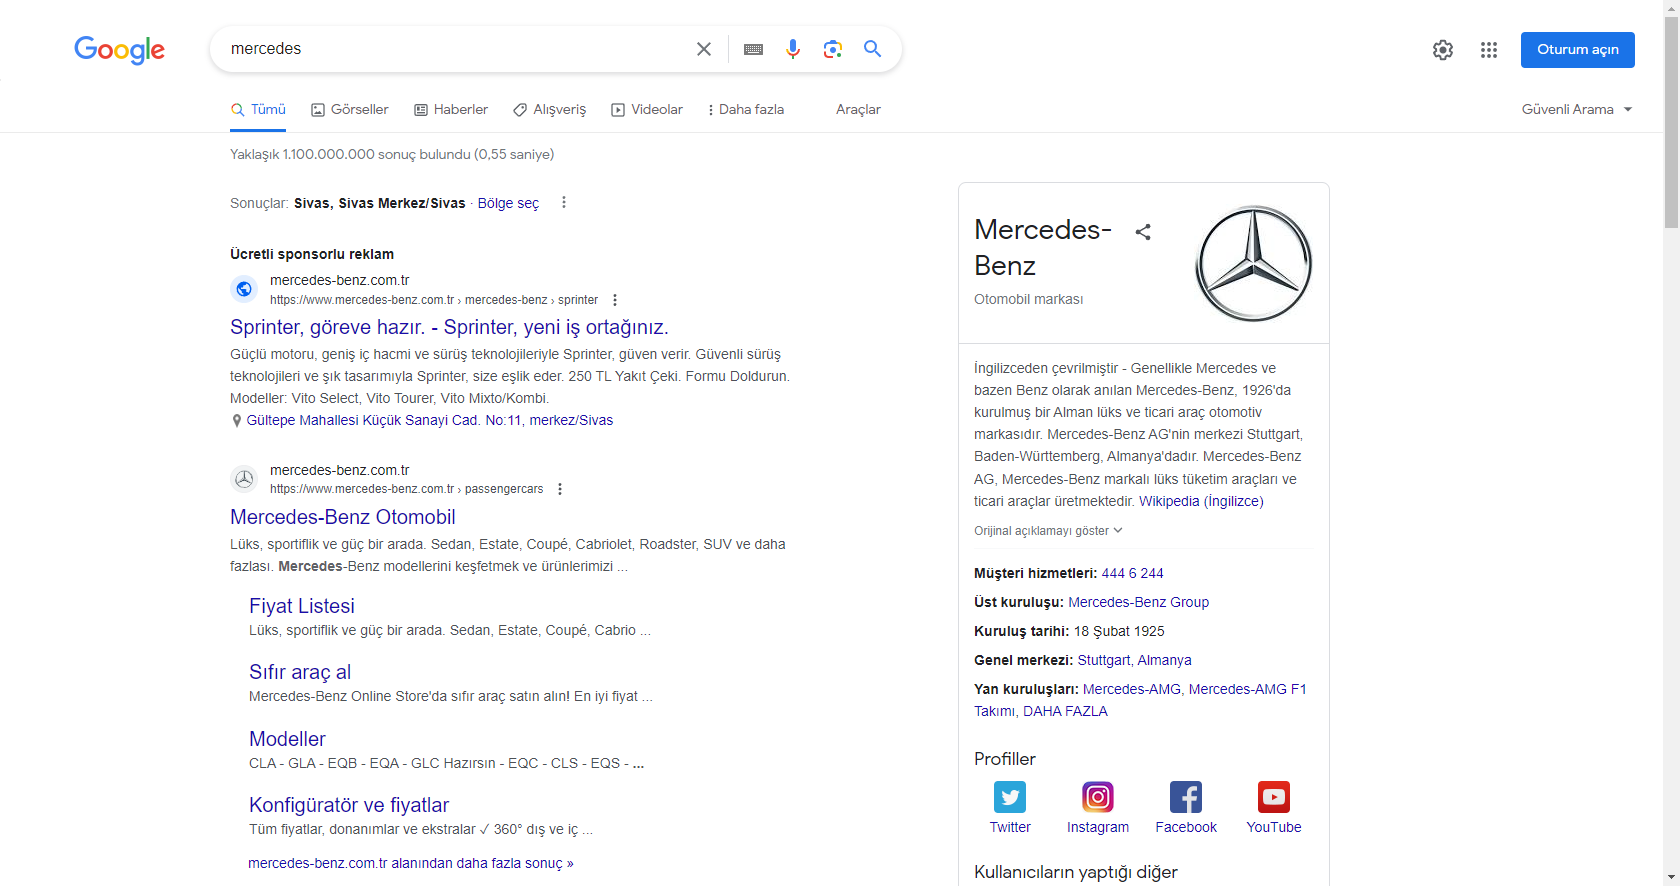 Google
mercedes
Oturum açın
Tümü
Görseller
Haberler
Alışveriş
Videolar
Daha fazla
Araçlar
Güvenli Arama
Yaklaşık 1.100.000.000 sonuç bulundu (0,55 saniye)
Sonuçlar: Sivas, Sivas Merkez/Sivas · Bölge seç
Ücretli sponsorlu reklam
mercedes-benz.com.tr
https://www.mercedes-benz.com.tr › mercedes-benz › sprinter
Sprinter, göreve hazır. - Sprinter, yeni iş ortağınız.
Güçlü motoru, geniş iç hacmi ve sürüş teknolojileriyle Sprinter, güven verir. Güvenli sürüş
teknolojileri ve şık tasarımıyla Sprinter, size eşlik eder. 250 TL Yakıt Çeki. Formu Doldurun.
Modeller: Vito Select, Vito Tourer, Vito Mixto/Kombi.
Gültepe Mahallesi Küçük Sanayi Cad. No:11, merkez/Sivas
mercedes-benz.com.tr
https://www.mercedes-benz.com.tr › passengercars
Mercedes-Benz Otomobil
Lüks, sportiflik ve güç bir arada. Sedan, Estate, Coupé, Cabriolet, Roadster, SUV ve daha
fazlası. Mercedes-Benz modellerini keşfetmek ve ürünlerimizi ...
Fiyat Listesi
Lüks, sportiflik ve güç bir arada. Sedan, Estate, Coupé, Cabrio ...
Sıfır araç al
Mercedes-Benz Online Store'da sıfır araç satın alın! En iyi fiyat ...
Modeller
CLA - GLA - EQB - EQA - GLC Hazırsın - EQC - CLS - EQS - ...
Konfigüratör ve fiyatlar
Tüm fiyatlar, donanımlar ve ekstralar ✓ 360° dış ve iç ...
mercedes-benz.com.tr alanından daha fazla sonuç »
Mercedes-
Benz
Otomobil markası
İngilizceden çevrilmiştir - Genellikle Mercedes ve
bazen Benz olarak anılan Mercedes-Benz, 1926'da
kurulmuş bir Alman lüks ve ticari araç otomotiv
markasıdır. Mercedes-Benz AG'nin merkezi Stuttgart,
Baden-Württemberg, Almanya'dadır. Mercedes-Benz
AG, Mercedes-Benz markalı lüks tüketim araçları ve
ticari araçlar üretmektedir. Wikipedia (İngilizce)
Orijinal açıklamayı göster
Müşteri hizmetleri: 444 6 244
Üst kuruluşu: Mercedes-Benz Group
Kuruluş tarihi: 18 Şubat 1925
Genel merkezi: Stuttgart, Almanya
Yan kuruluşları: Mercedes-AMG, Mercedes-AMG F1
Takımı, DAHA FAZLA
Profiller
Twitter
Instagram
Facebook
YouTube
Kullanıcıların yaptığı diğer